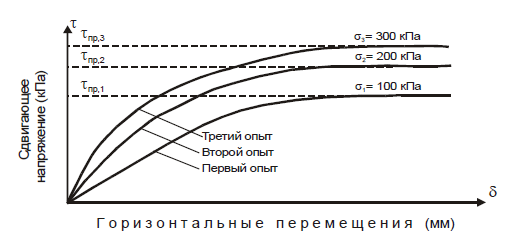 τ
τпр,3
σ3= 300 кПа
τпр,2
σ2= 200 кПа
τпр,1
σ1= 100 кПа
Сдвигающее
напряжение (кПа)
Третий опыт
Второй опыт
Первый опыт
δ
Горизонтальные перемещения (мм)